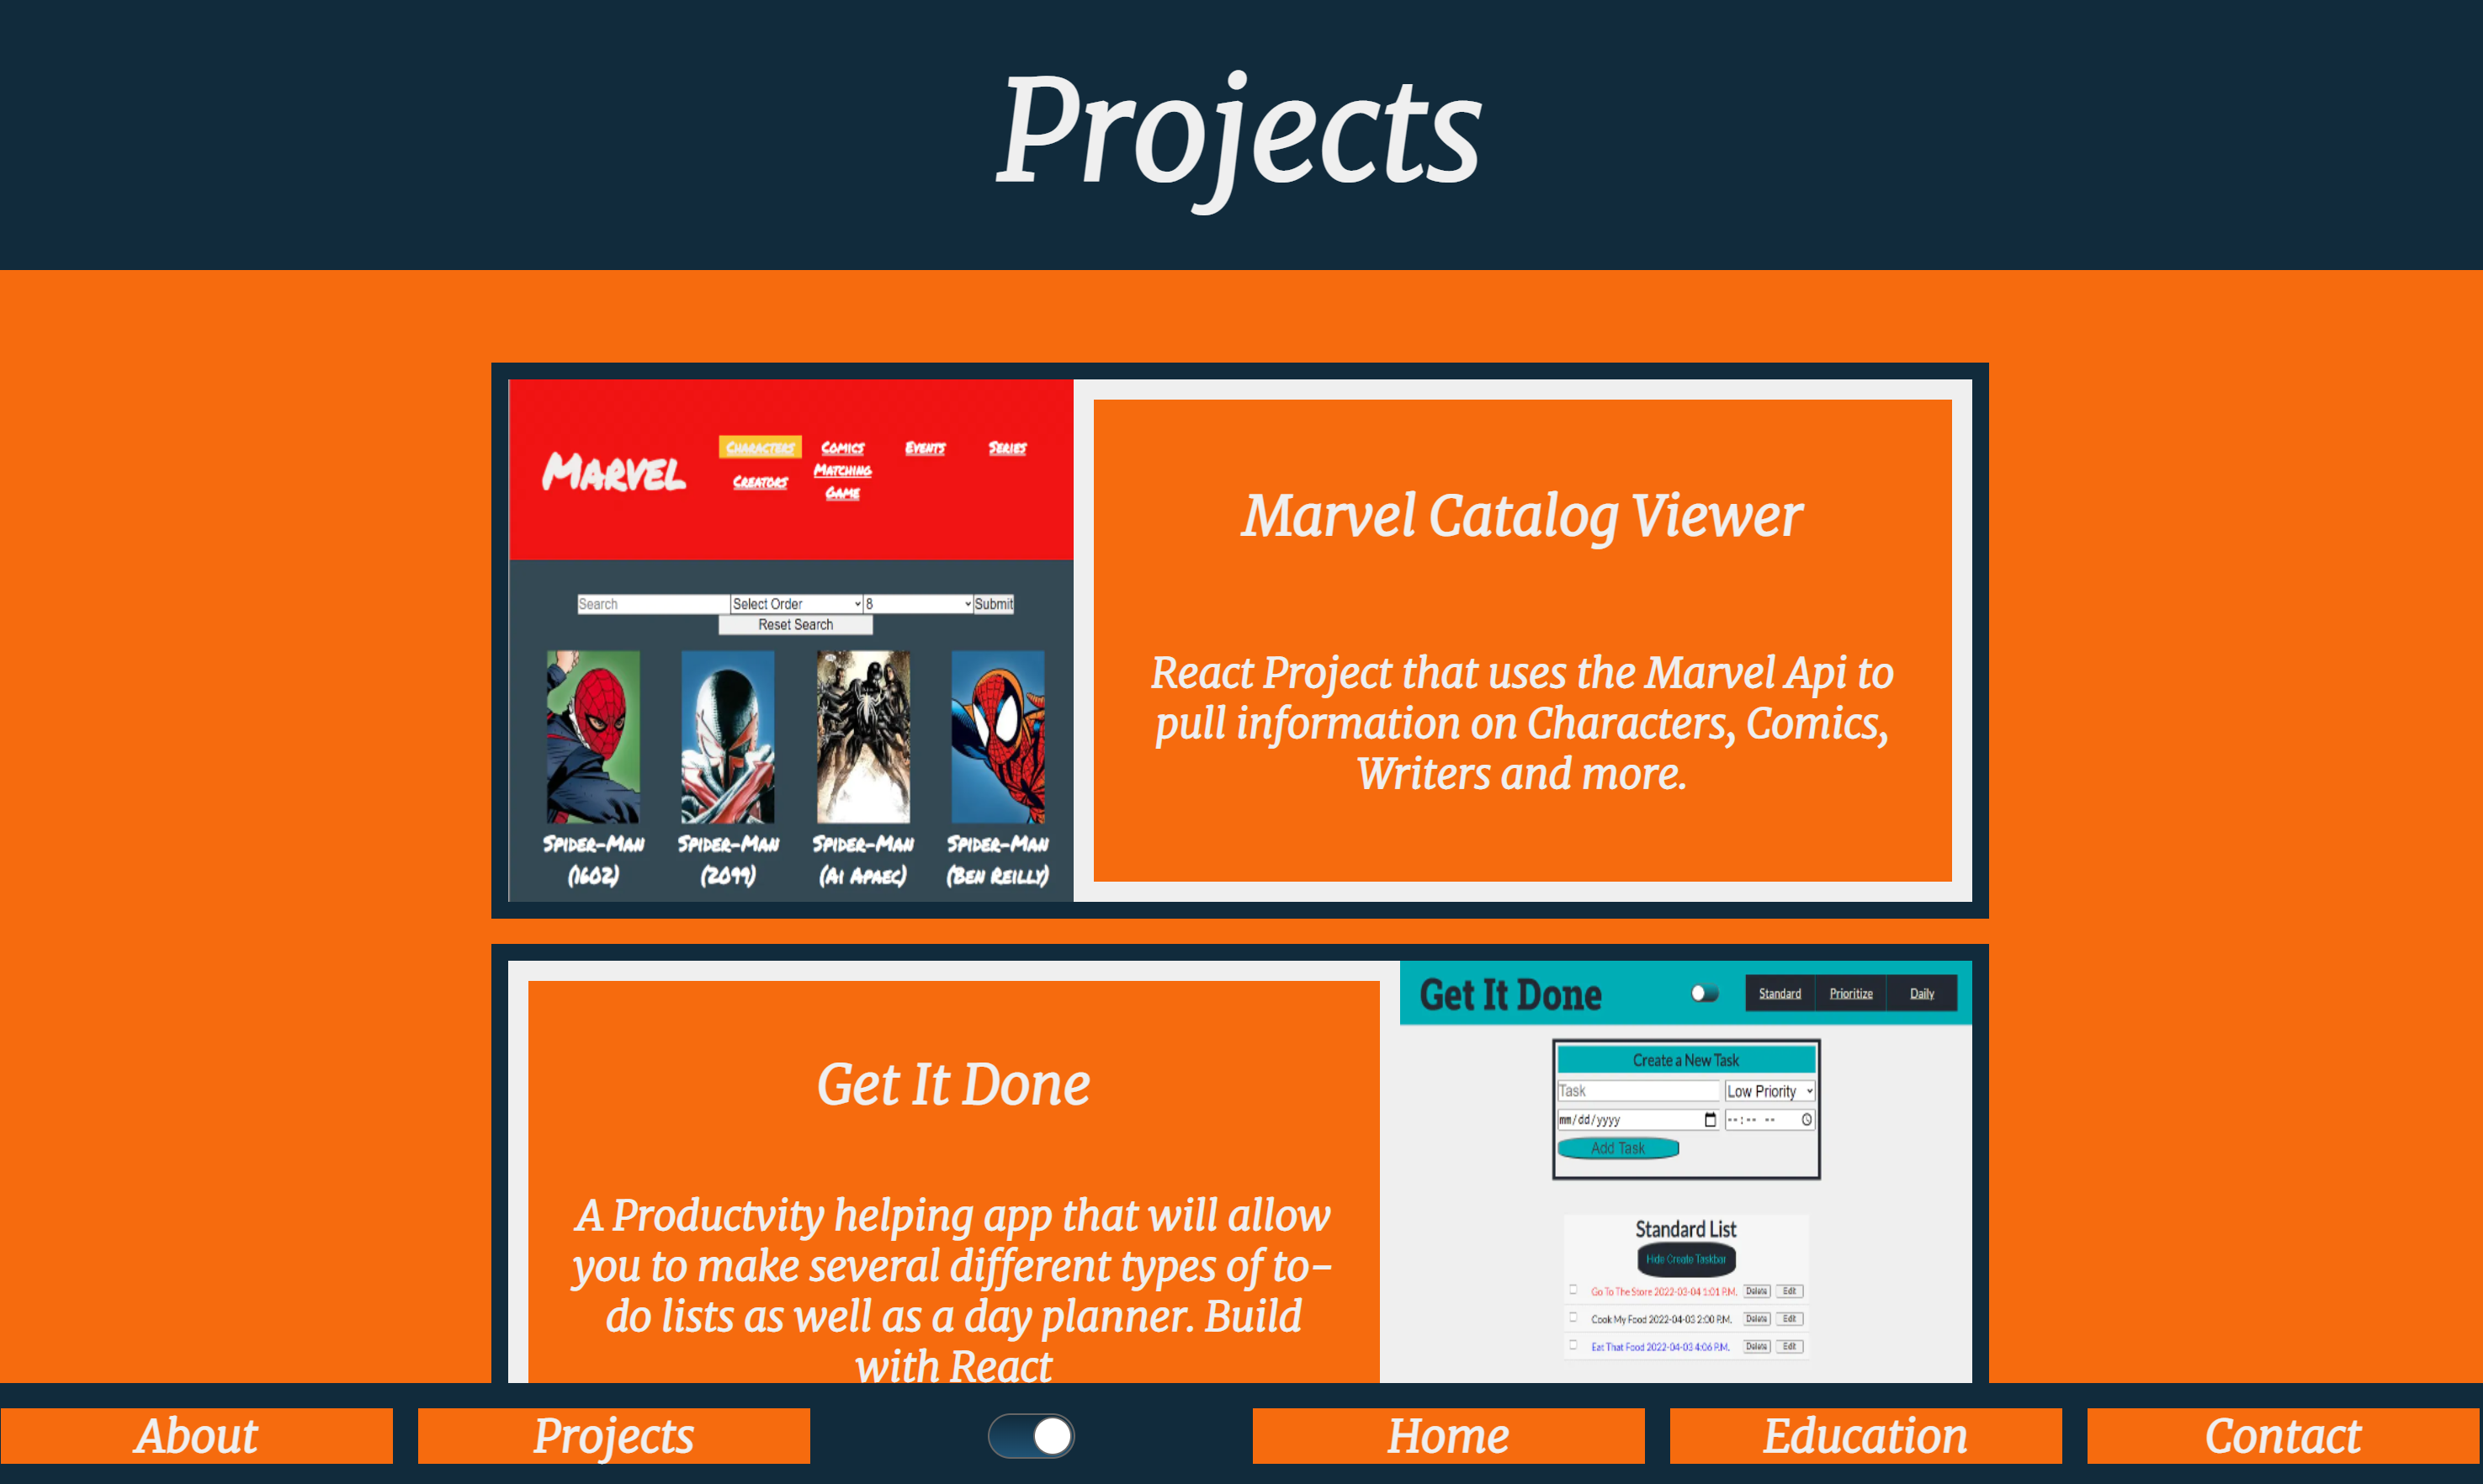 Projects
MARVEL
CHARACTERS
COMICS
EVENTS
SERIES
CREATORS
MATCHING
GAME
Search
Select Order
8
Submit
Reset Search
SPIDER-MAN
(1602)
SPIDER-MAN
(2099)
SPIDER-MAN
(AI APAEC)
SPIDER-MAN
(BEN REILLY)
Marvel Catalog Viewer
React Project that uses the Marvel Api to
pull information on Characters, Comics,
Writers and more.
Get It Done
A Productvity helping app that will allow
you to make several different types of to-
do lists as well as a day planner. Build
with React
Get It Done
Standard
Prioritize
Daily
Create a New Task
Task
Low Priority
mm/dd/yyyy
--:-- --
Add Task
Standard List
Hide Create Taskbar
Go To The Store 2022-03-04 1:01 P.M. Delete Edit
Cook My Food 2022-04-03 2:00 P.M. Delete Edit
Eat That Food 2022-04-03 4:06 P.M. Delete Edit
About
Projects
Home
Education
Contact